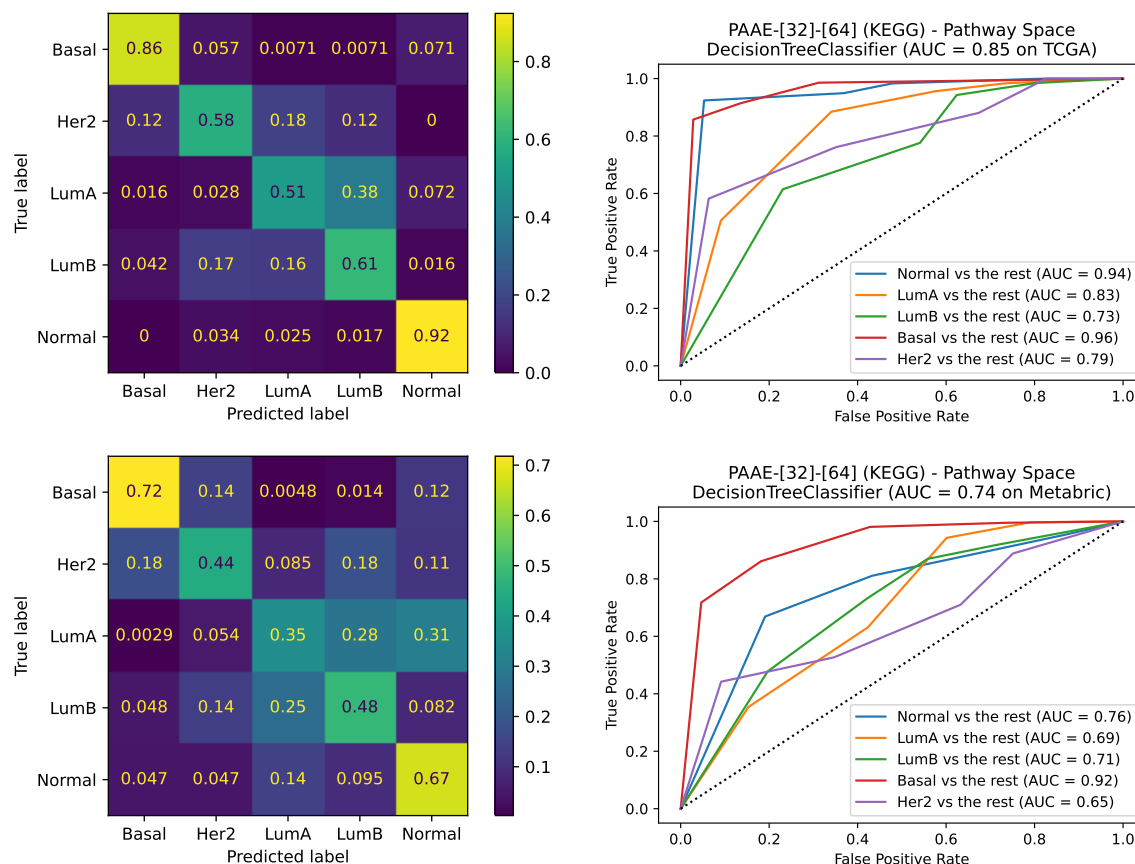 Basal 0.86 0.057 0.0071 0.0071 0.071
Her2 0.12 0.58 0.18 0.12 0
LumA 0.016 0.028 0.51 0.38 0.072
LumB 0.042 0.17 0.16 0.61 0.016
Normal 0 0.034 0.025 0.017 0.92
Basal Her2 LumA LumB Normal
Predicted label
True label
0.8
0.6
0.4
0.2
0.0
PAAE-[32]-[64] (KEGG) - Pathway Space
DecisionTreeClassifier (AUC = 0.85 on TCGA)
1.0
0.8
0.6
0.4
0.2
0.0
True Positive Rate
Normal vs the rest (AUC = 0.94)
LumA vs the rest (AUC = 0.83)
LumB vs the rest (AUC = 0.73)
Basal vs the rest (AUC = 0.96)
Her2 vs the rest (AUC = 0.79)
0.0 0.2 0.4 0.6 0.8 1.0
False Positive Rate
Basal 0.72 0.14 0.0048 0.014 0.12
Her2 0.18 0.44 0.085 0.18 0.11
LumA 0.0029 0.054 0.35 0.28 0.31
LumB 0.048 0.14 0.25 0.48 0.082
Normal 0.047 0.047 0.14 0.095 0.67
Basal Her2 LumA LumB Normal
Predicted label
True label
0.7
0.6
0.5
0.4
0.3
0.2
0.1
PAAE-[32]-[64] (KEGG) - Pathway Space
DecisionTreeClassifier (AUC = 0.74 on Metabric)
1.0
0.8
0.6
0.4
0.2
0.0
True Positive Rate
Normal vs the rest (AUC = 0.76)
LumA vs the rest (AUC = 0.69)
LumB vs the rest (AUC = 0.71)
Basal vs the rest (AUC = 0.92)
Her2 vs the rest (AUC = 0.65)
0.0 0.2 0.4 0.6 0.8 1.0
False Positive Rate